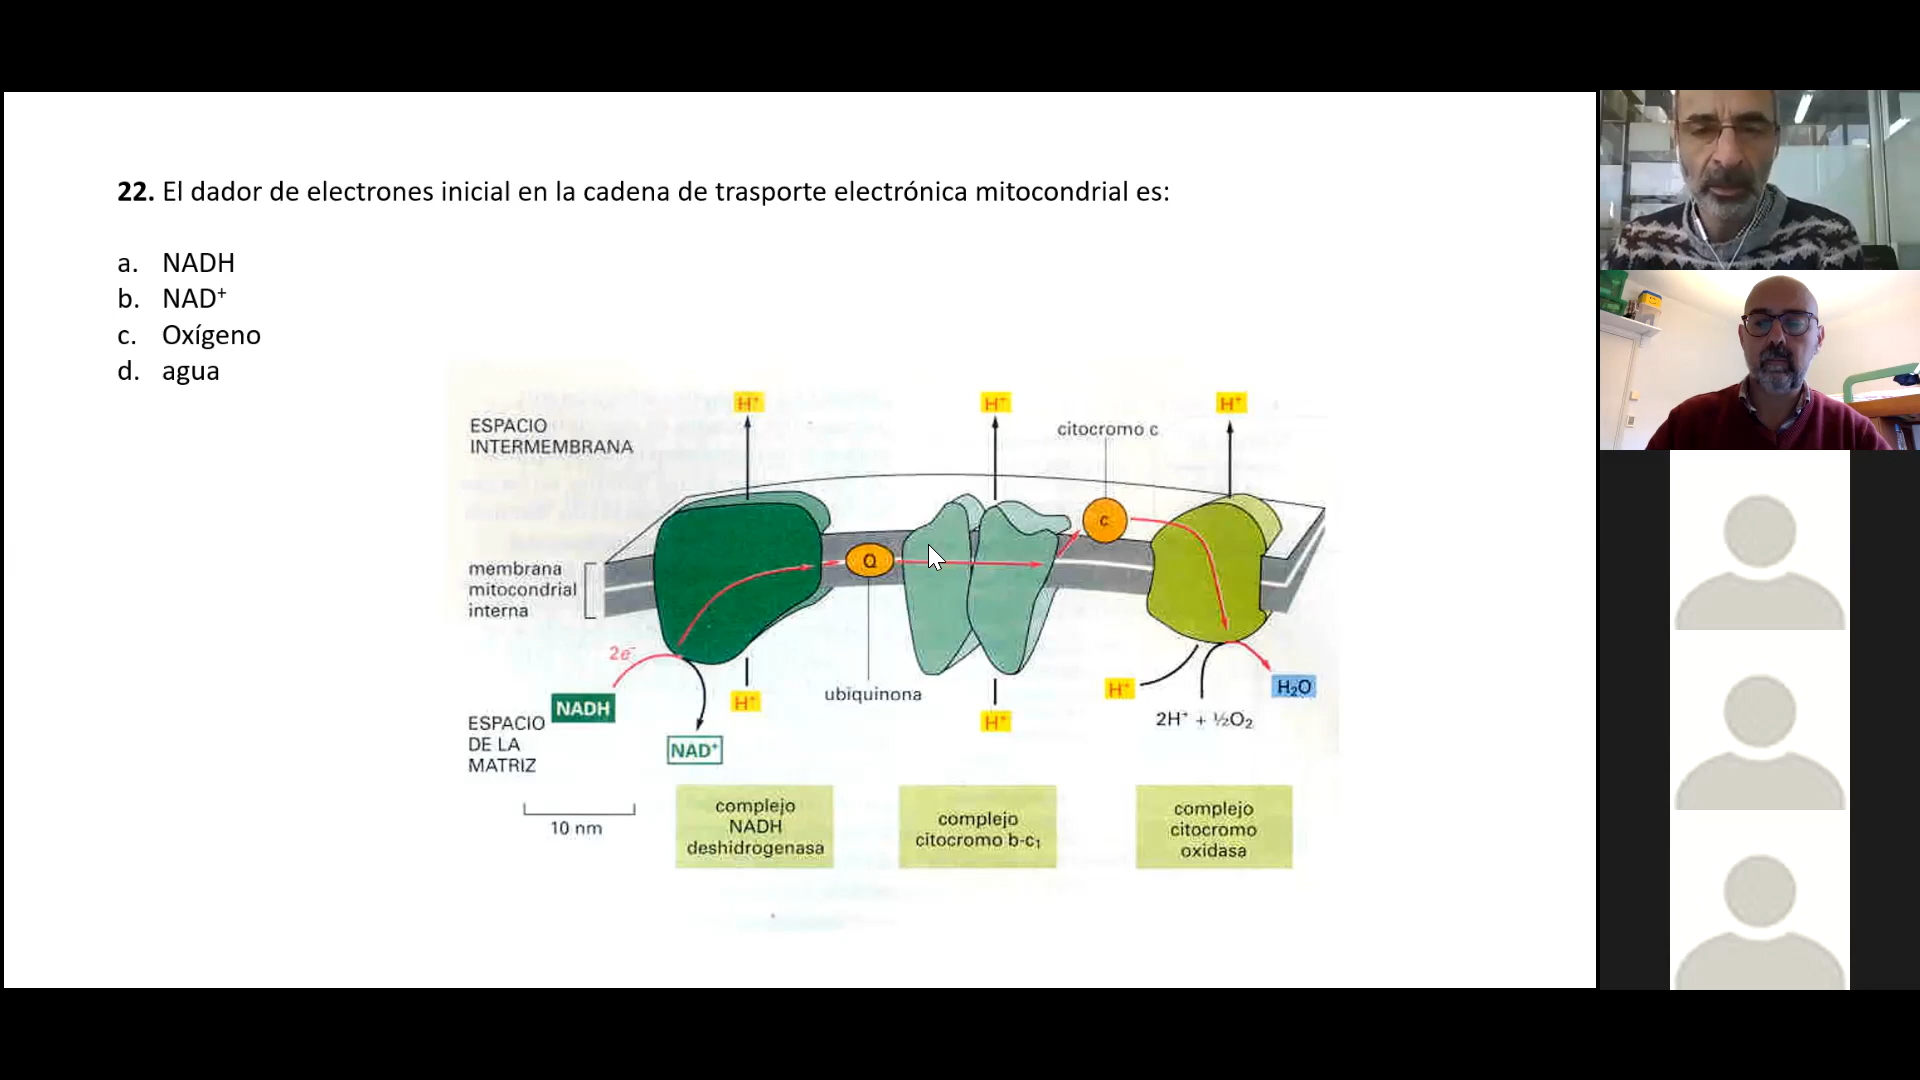 22. El dador de electrones inicial en la cadena de trasporte electrónica mitocondrial es:
a. NADH
b. NAD⁺
c. Oxígeno
d. agua
H⁺
H⁺
H⁺
ESPACIO
INTERMEMBRANA
citocromo c
c
Q
membrana
mitocondrial
interna
2e⁻
NADH
H⁺
ubiquinona
H⁺
H⁺
H₂O
2H⁺ + ½O₂
ESPACIO
DE LA
MATRIZ
NAD⁺
10 nm
complejo
NADH
deshidrogenasa
complejo
citocromo b-c₁
complejo
citocromo
oxidasa